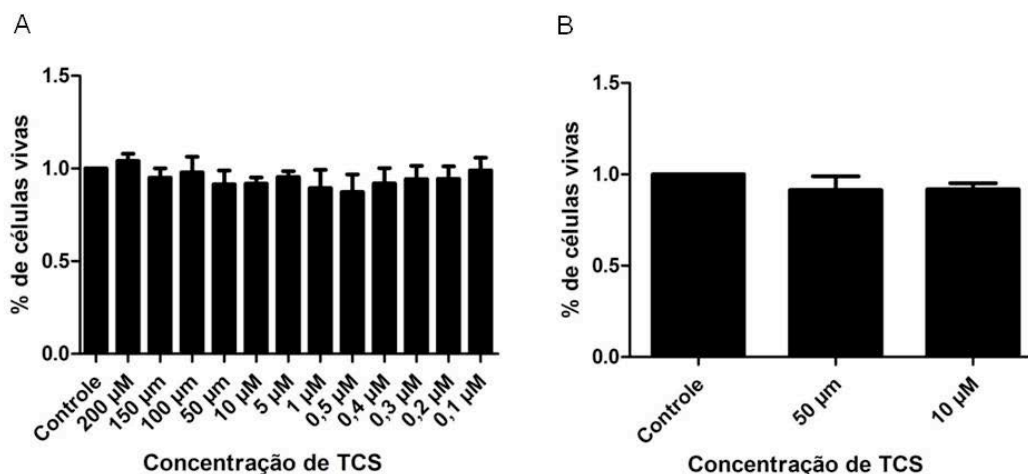 A
% de células vivas
1.5
1.0
0.5
0.0
Controle
200 µM
150 µm
100 µm
50 µm
10 µM
5 µM
1 µM
0,5 µM
0,4 µM
0,3 µM
0,2 µM
0,1 µM
Concentração de TCS
B
% de células vivas
1.5
1.0
0.5
0.0
Controle
50 µm
10 µM
Concentração de TCS